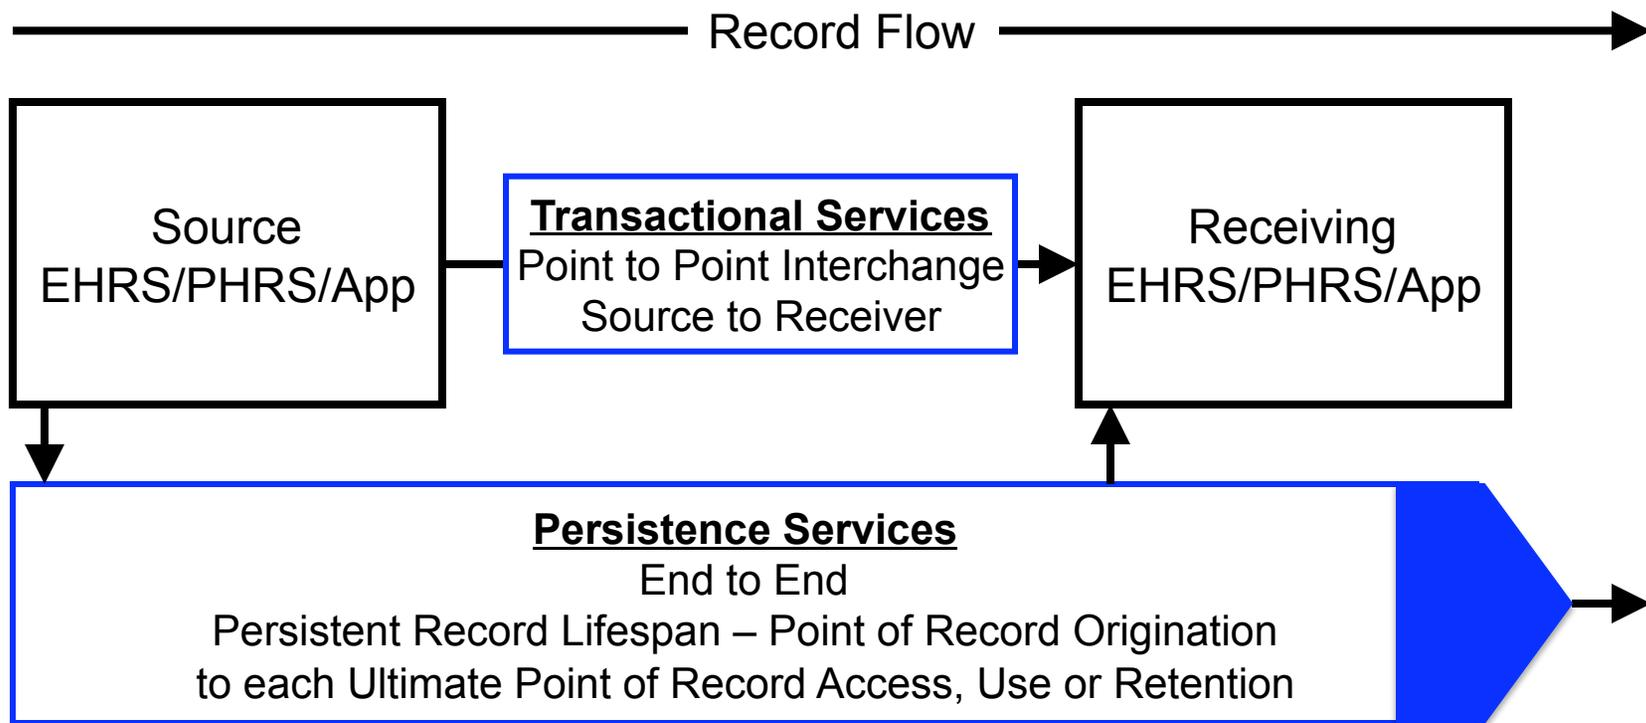 Record Flow
Source
EHRS/PHRS/App
Transactional Services
Point to Point Interchange
Source to Receiver
Receiving
EHRS/PHRS/App
Persistence Services
End to End
Persistent Record Lifespan – Point of Record Origination
to each Ultimate Point of Record Access, Use or Retention